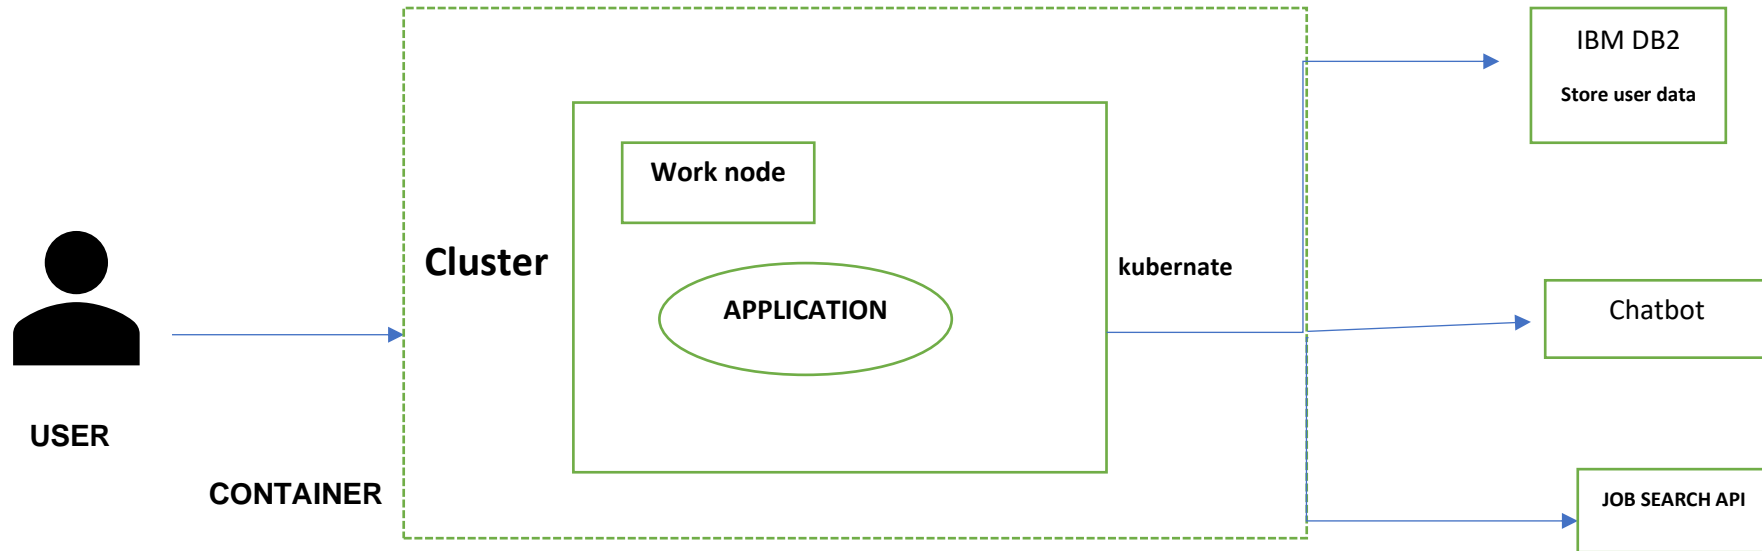 IBM DB2
Store user data
Work node
Cluster
kubernate
APPLICATION
Chatbot
USER
CONTAINER
JOB SEARCH API